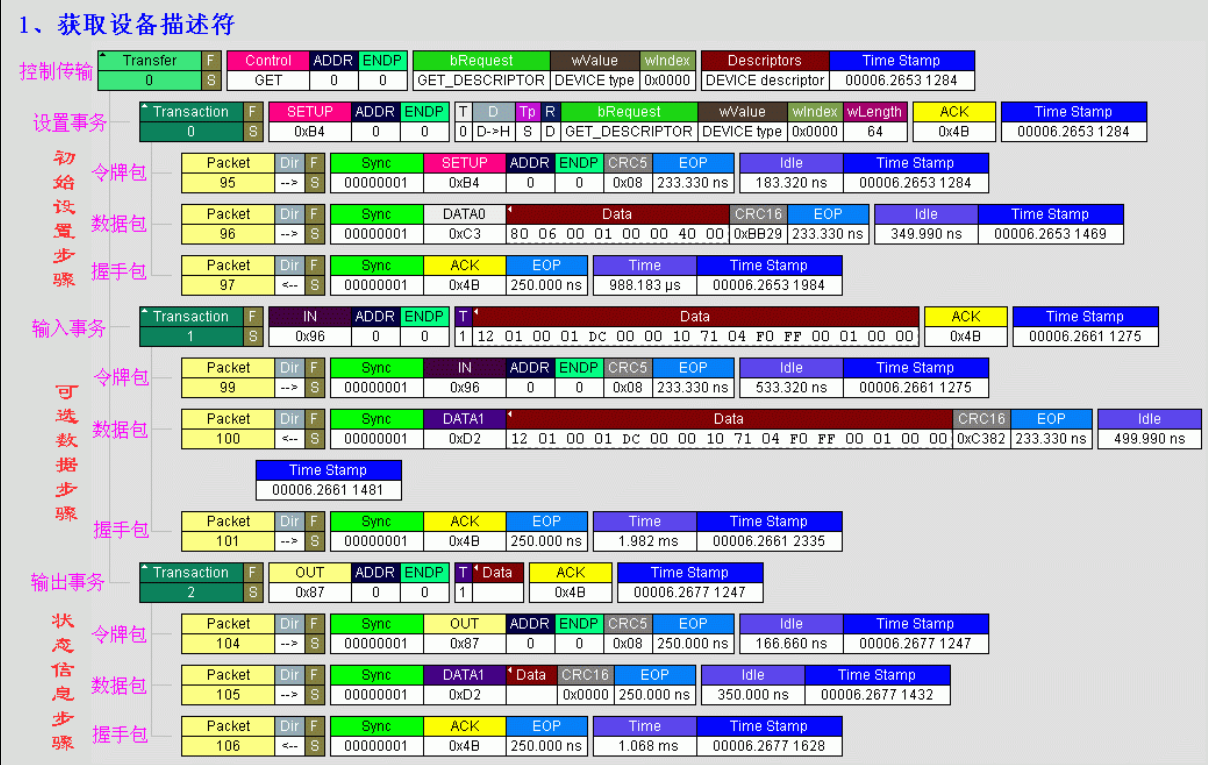 1、获取设备描述符
控制传输 Transfer F Control ADDR ENDP bRequest wValue wIndex Descriptors Time Stamp
0 S GET 0 0 GET_DESCRIPTOR DEVICE type 0x0000 DEVICE descriptor 00006.2653 1284
设置事务 Transaction F SETUP ADDR ENDP T D Tp R bRequest wValue wIndex wLength ACK Time Stamp
0 S 0xB4 0 0 0 D->H S D GET_DESCRIPTOR DEVICE type 0x0000 64 0x4B 00006.2653 1284
初始设置步骤
令牌包 Packet Dir F Sync SETUP ADDR ENDP CRC5 EOP Idle Time Stamp
95 --> S 00000001 0xB4 0 0 0x08 233.330 ns 183.320 ns 00006.2653 1284
数据包 Packet Dir F Sync DATA0 Data CRC16 EOP Idle Time Stamp
96 --> S 00000001 0xC3 80 06 00 01 00 00 40 00 0xBB29 233.330 ns 349.990 ns 00006.2653 1469
握手包 Packet Dir F Sync ACK EOP Time Time Stamp
97 <-- S 00000001 0x4B 250.000 ns 988.183 μs 00006.2653 1984
输入事务 Transaction F IN ADDR ENDP T Data ACK Time Stamp
1 S 0x96 0 0 1 12 01 00 01 DC 00 00 10 71 04 F0 FF 00 01 00 00 0x4B 00006.2661 1275
可选数据步骤
令牌包 Packet Dir F Sync IN ADDR ENDP CRC5 EOP Idle Time Stamp
99 --> S 00000001 0x96 0 0 0x08 233.330 ns 533.320 ns 00006.2661 1275
数据包 Packet Dir F Sync DATA1 Data CRC16 EOP Idle
100 <-- S 00000001 0xD2 12 01 00 01 DC 00 00 10 71 04 F0 FF 00 01 00 00 0xC382 233.330 ns 499.990 ns
Time Stamp
00006.2661 1481
握手包 Packet Dir F Sync ACK EOP Time Time Stamp
101 --> S 00000001 0x4B 250.000 ns 1.982 ms 00006.2661 2335
输出事务 Transaction F OUT ADDR ENDP T Data ACK Time Stamp
2 S 0x87 0 0 1 0x4B 00006.2677 1247
状态信息步骤
令牌包 Packet Dir F Sync OUT ADDR ENDP CRC5 EOP Idle Time Stamp
104 --> S 00000001 0x87 0 0 0x08 250.000 ns 166.660 ns 00006.2677 1247
数据包 Packet Dir F Sync DATA1 Data CRC16 EOP Idle Time Stamp
105 --> S 00000001 0xD2 0x0000 250.000 ns 350.000 ns 00006.2677 1432
握手包 Packet Dir F Sync ACK EOP Time Time Stamp
106 <-- S 00000001 0x4B 250.000 ns 1.068 ms 00006.2677 1628